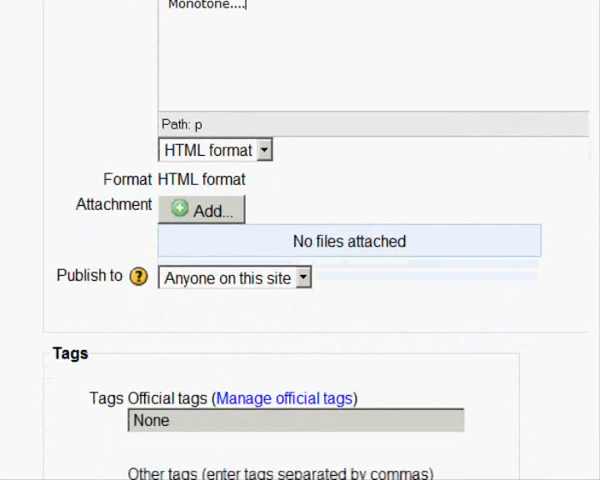 Monotone....
Path: p
HTML format
Format HTML format
Attachment Add...
No files attached
Publish to ? Anyone on this site
Tags
Tags Official tags (Manage official tags)
None
Other tags (enter tags separated by commas)